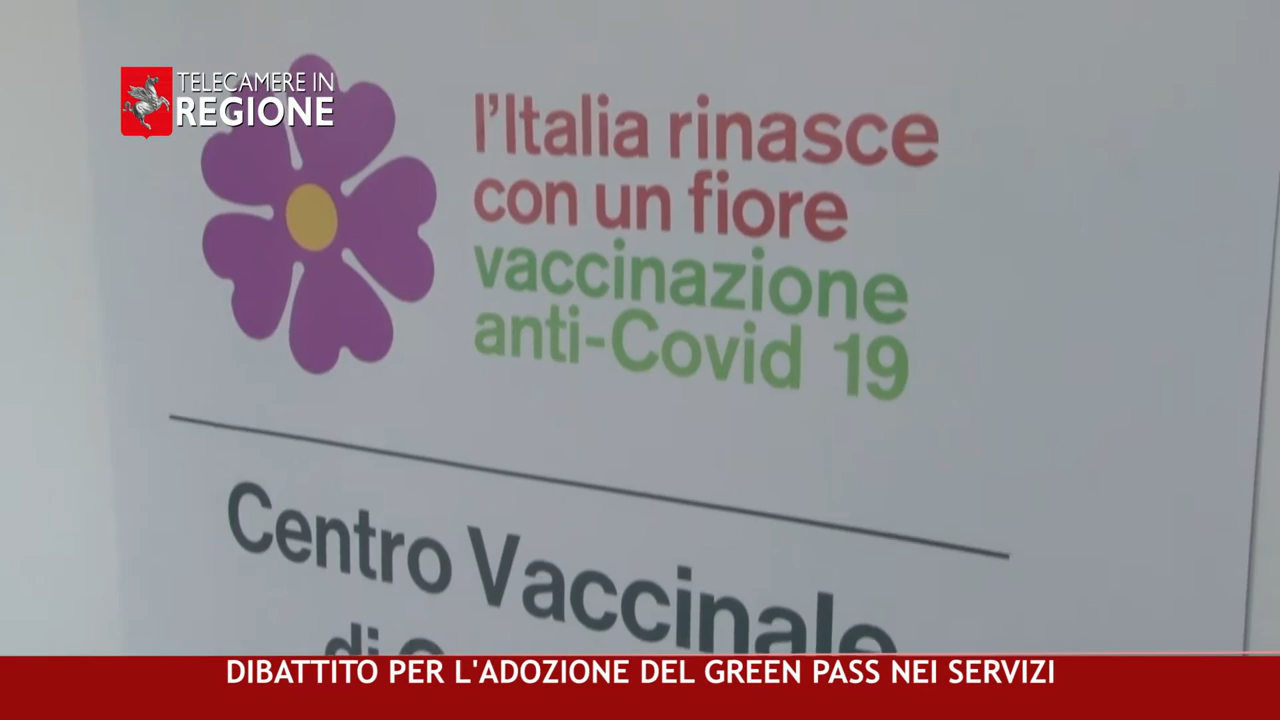 TELECAMERE IN
REGIONE
l'Italia rinasce
con un fiore
vaccinazione
anti-Covid 19
Centro Vaccinale
di
DIBATTITO PER L'ADOZIONE DEL GREEN PASS NEI SERVIZI